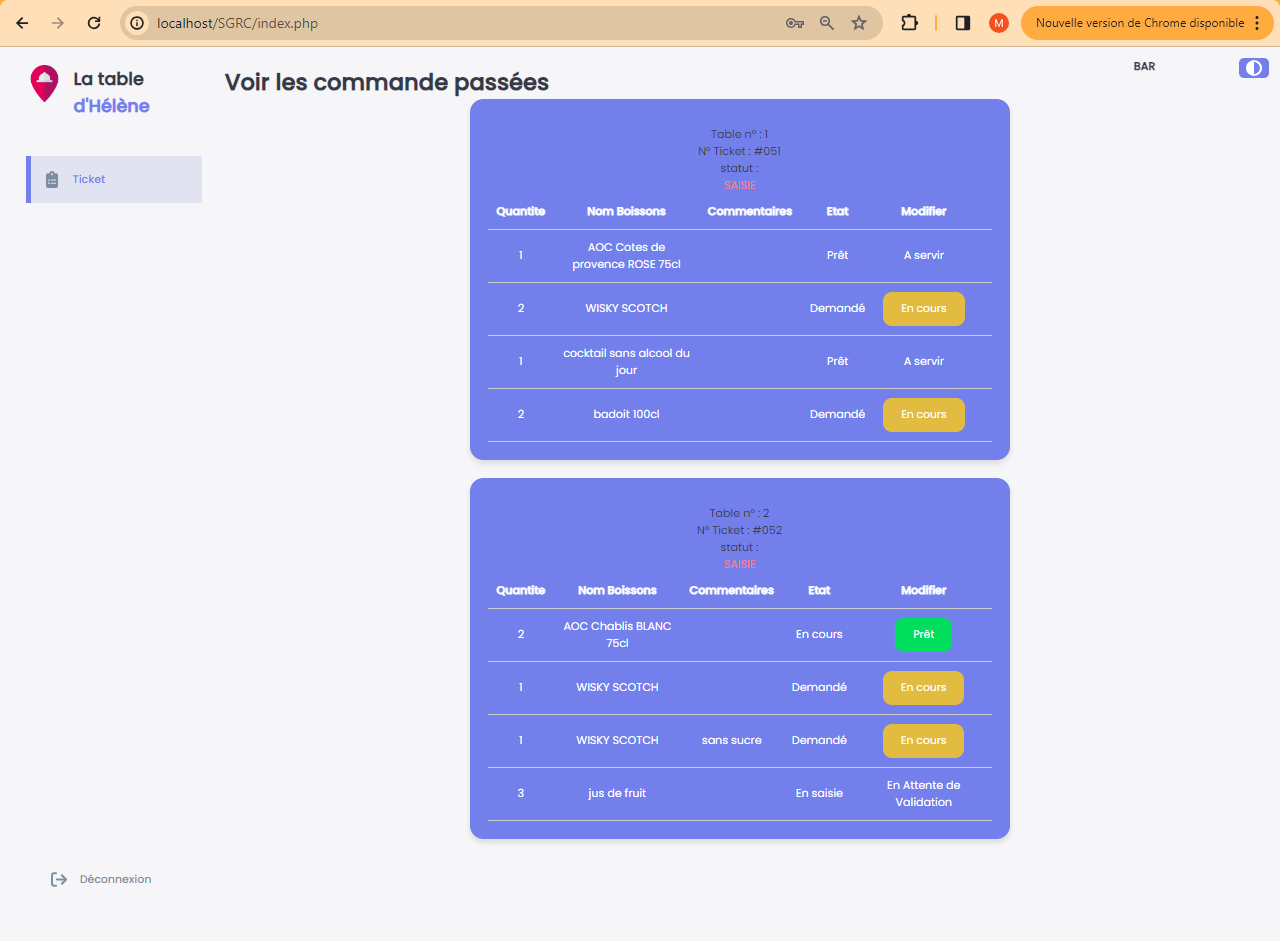 localhost/SGRC/index.php
M
Nouvelle version de Chrome disponible
La table
d'Hélène
Voir les commande passées
BAR
Ticket
Table n° : 1
N° Ticket : #051
statut :
SAISIE
Quantite Nom Boissons Commentaires Etat Modifier
1 AOC Cotes de provence ROSE 75cl Prêt A servir
2 WISKY SCOTCH Demandé En cours
1 cocktail sans alcool du jour Prêt A servir
2 badoit 100cl Demandé En cours
Table n° : 2
N° Ticket : #052
statut :
SAISIE
Quantite Nom Boissons Commentaires Etat Modifier
2 AOC Chablis BLANC 75cl En cours Prêt
1 WISKY SCOTCH Demandé En cours
1 WISKY SCOTCH sans sucre Demandé En cours
3 jus de fruit En saisie En Attente de Validation
Déconnexion